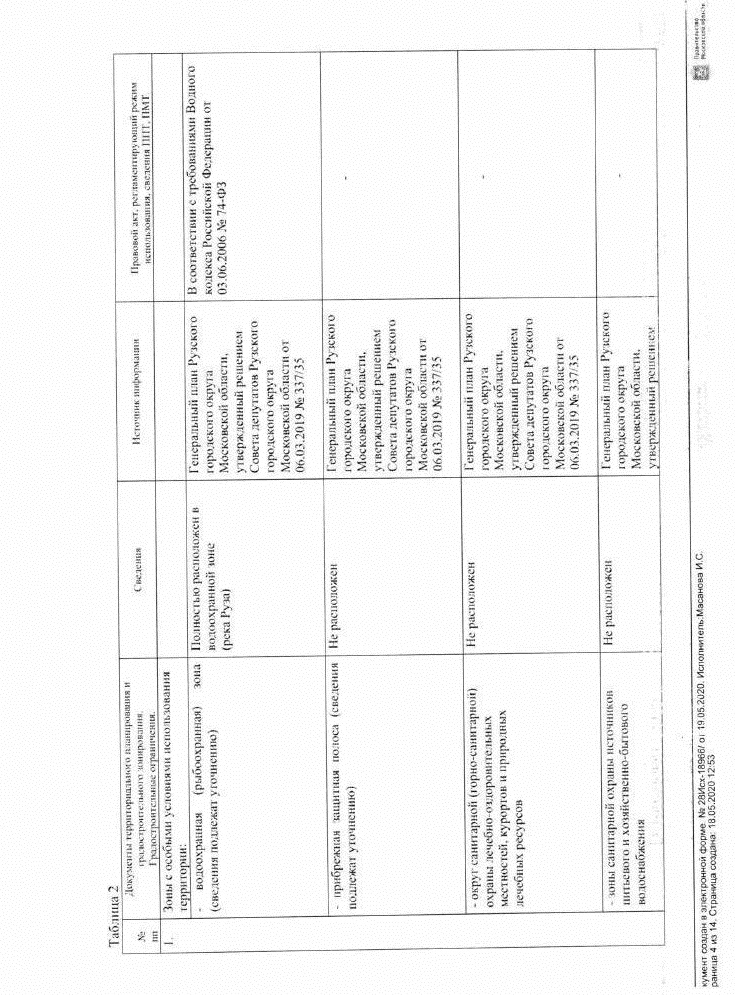 Таблица 2
№
пп
Документы территориального планирования и
градостроительного зонирования.
Градостроительные ограничения.
Сведения
Источник информации
Правовой акт, регламентирующий режим
использования, сведения ППТ, ПМТ
1.
Зоны с особыми условиями использования
территории:
- водоохранная (рыбоохранная) зона
(сведения подлежат уточнению)
Полностью расположен в
водоохранной зоне
(река Руза)
Генеральный план Рузского
городского округа
Московской области,
утвержденный решением
Совета депутатов Рузского
городского округа
Московской области от
06.03.2019 № 337/35
В соответствии с требованиями Водного
кодекса Российской Федерации от
03.06.2006 № 74-ФЗ
- прибрежная защитная полоса (сведения
подлежат уточнению)
Не расположен
Генеральный план Рузского
городского округа
Московской области,
утвержденный решением
Совета депутатов Рузского
городского округа
Московской области от
06.03.2019 № 337/35
-
- округ санитарной (горно-санитарной)
охраны лечебно-оздоровительных
местностей, курортов и природных
лечебных ресурсов
Не расположен
Генеральный план Рузского
городского округа
Московской области,
утвержденный решением
Совета депутатов Рузского
городского округа
Московской области от
06.03.2019 № 337/35
-
- зоны санитарной охраны источников
питьевого и хозяйственно-бытового
водоснабжения
Не расположен
Генеральный план Рузского
городского округа
Московской области,
утвержденный решением
-
кумент создан в электронной форме. № 28Исх-18966/ от 19.05.2020. Исполнитель:Масанова И.С.
раница 4 из 14. Страница создана: 18.05.2020 12:53
Правительство
Московской области